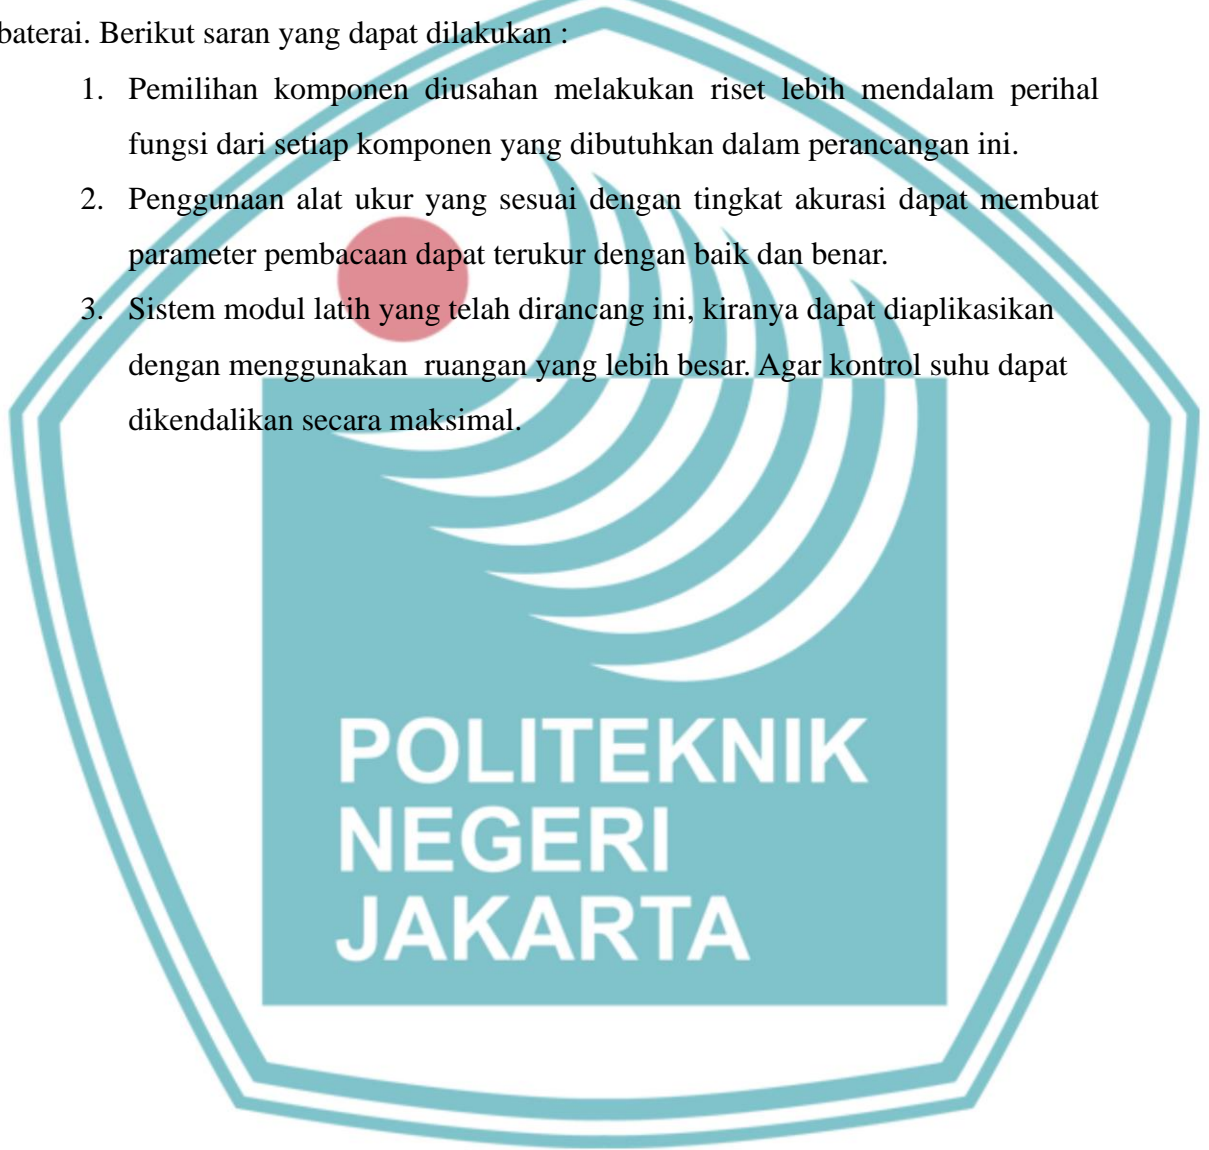 baterai. Berikut saran yang dapat dilakukan :
1. Pemilihan komponen diusahan melakukan riset lebih mendalam perihal
fungsi dari setiap komponen yang dibutuhkan dalam perancangan ini.
2. Penggunaan alat ukur yang sesuai dengan tingkat akurasi dapat membuat
parameter pembacaan dapat terukur dengan baik dan benar.
3. Sistem modul latih yang telah dirancang ini, kiranya dapat diaplikasikan
dengan menggunakan  ruangan yang lebih besar. Agar kontrol suhu dapat
dikendalikan secara maksimal.
POLITEKNIK
NEGERI
JAKARTA